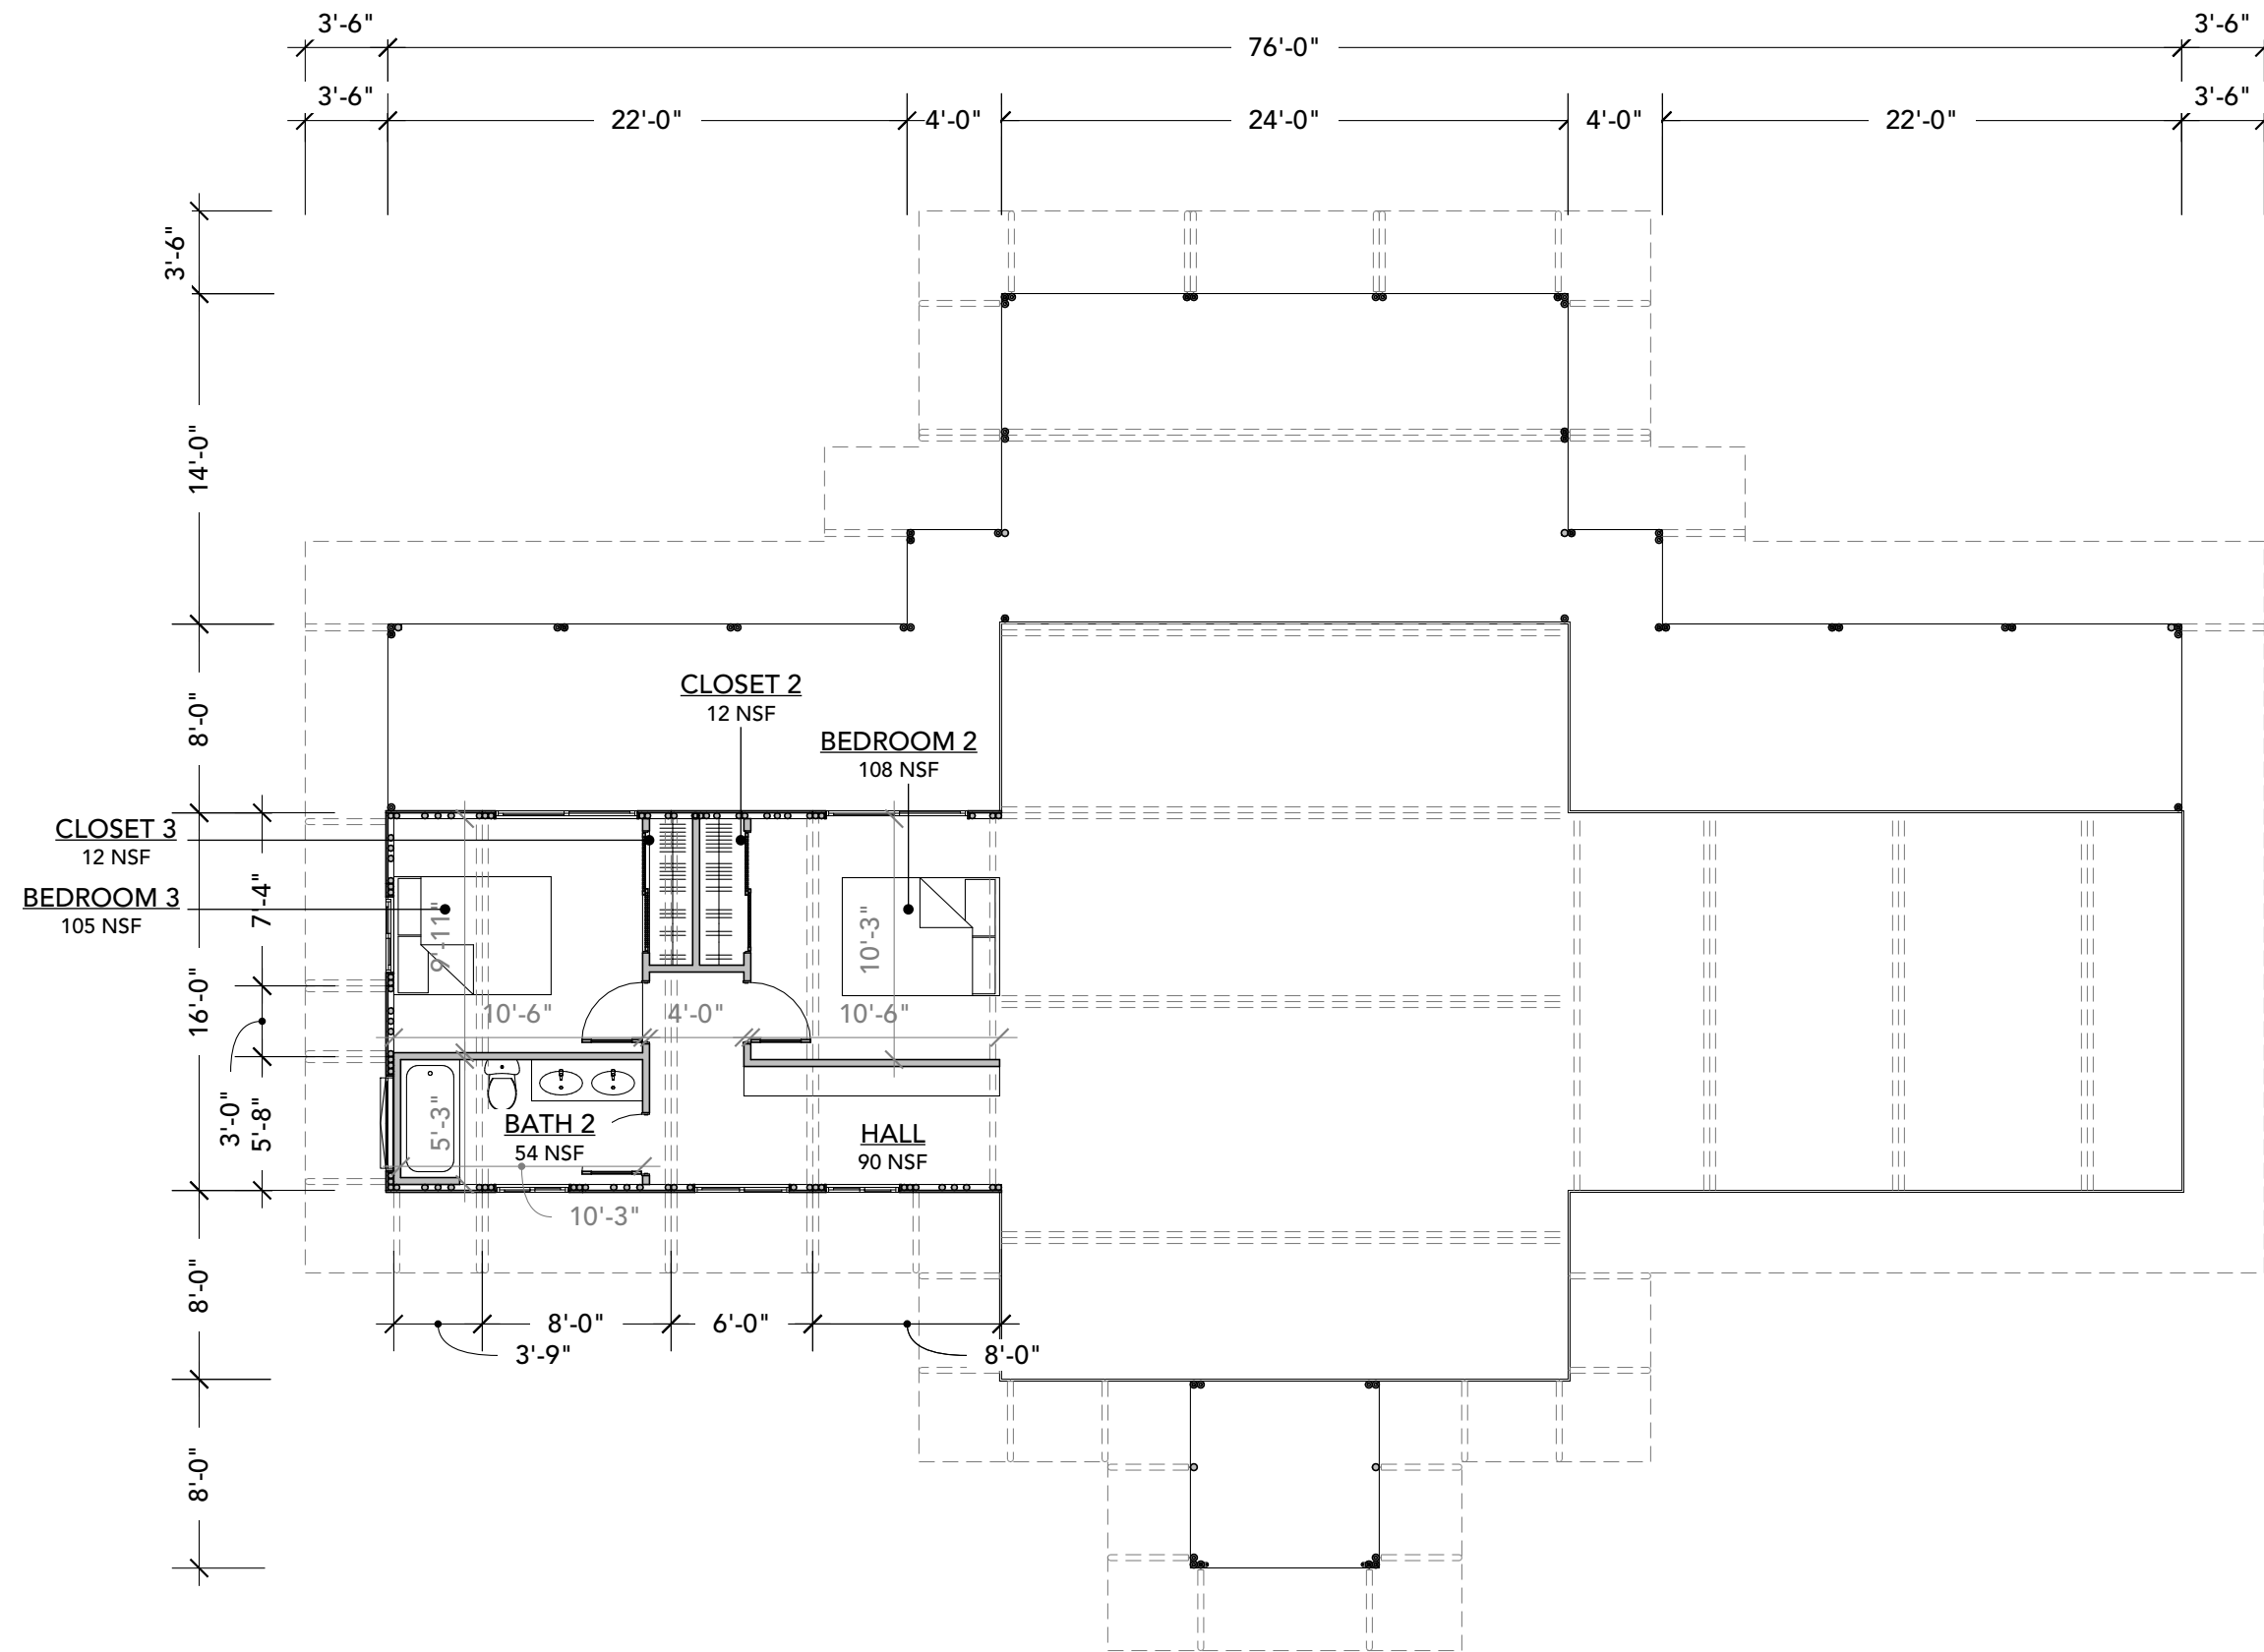 3'-6"
76'-0"
3'-6"
3'-6"
22'-0"
4'-0"
24'-0"
4'-0"
22'-0"
3'-6"
3'-6"
14'-0"
8'-0"
CLOSET 2
12 NSF
BEDROOM 2
108 NSF
CLOSET 3
12 NSF
BEDROOM 3
105 NSF
7'-4"
9'-11"
10'-3"
16'-0"
10'-6"
4'-0"
10'-6"
3'-0"
5'-8"
5'-3"
BATH 2
54 NSF
HALL
90 NSF
10'-3"
8'-0"
8'-0"
6'-0"
3'-9"
8'-0"
8'-0"